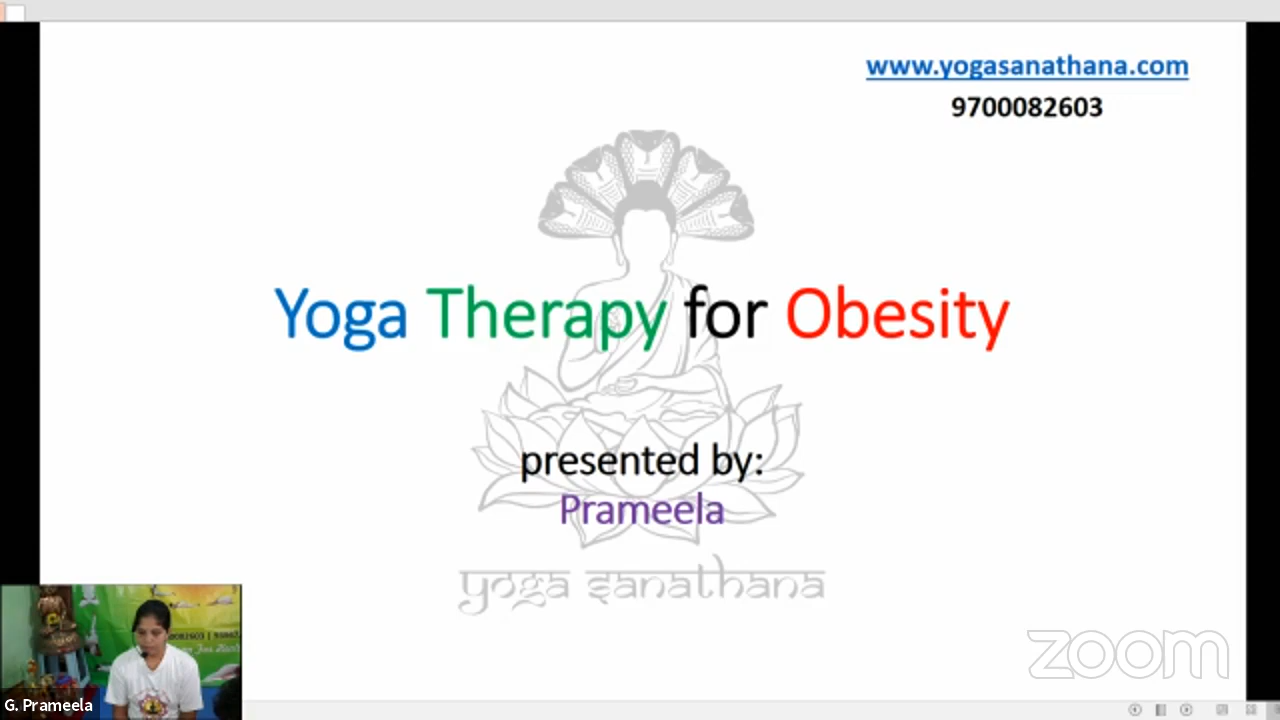 www.yogasanathana.com
9700082603
Yoga Therapy for Obesity
presented by:
Prameela
yoga sanathana
zoom
G. Prameela